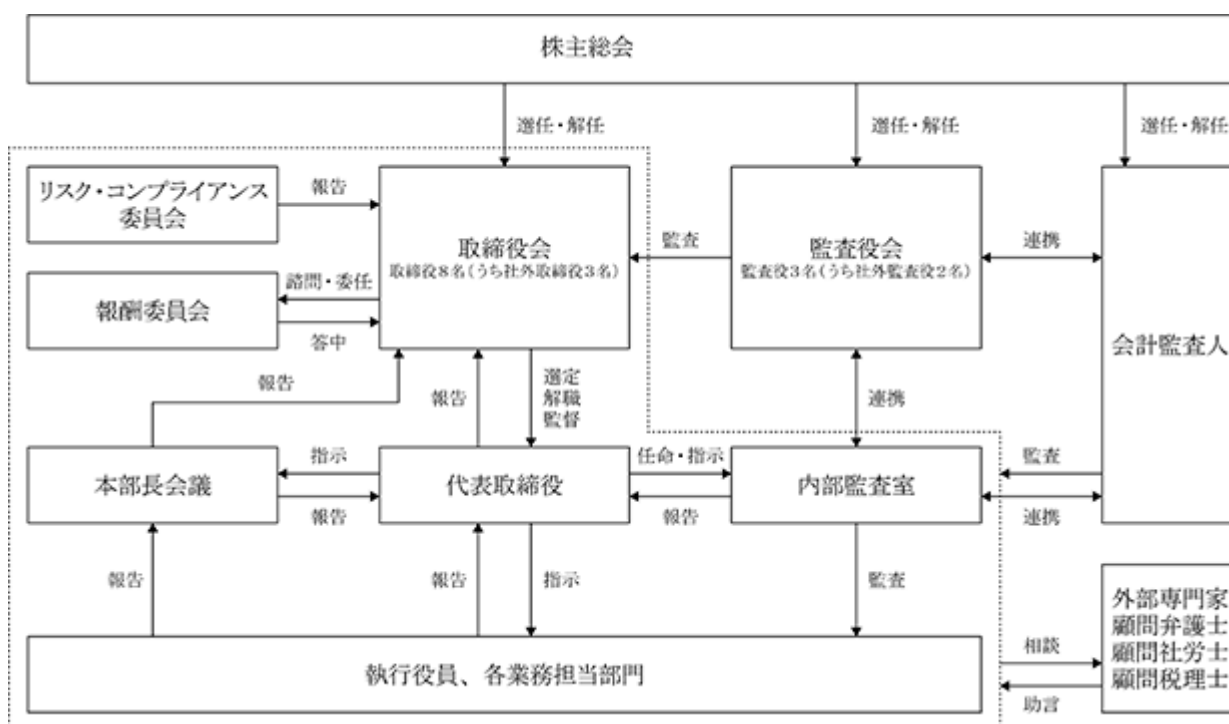 株主総会
選任・解任
選任・解任
選任・解任
リスク・コンプライアンス
委員会
報告
取締役会
取締役8名(うち社外取締役3名)
監査
監査役会
監査役3名(うち社外監査役2名)
連携
会計監査人
諮問・委任
報酬委員会
答申
報告
報告
選定
解職
監督
連携
本部長会議
指示
報告
代表取締役
任命・指示
報告
内部監査室
監査
連携
報告
報告
指示
監査
執行役員、各業務担当部門
相談
助言
外部専門家
顧問弁護士
顧問社労士
顧問税理士